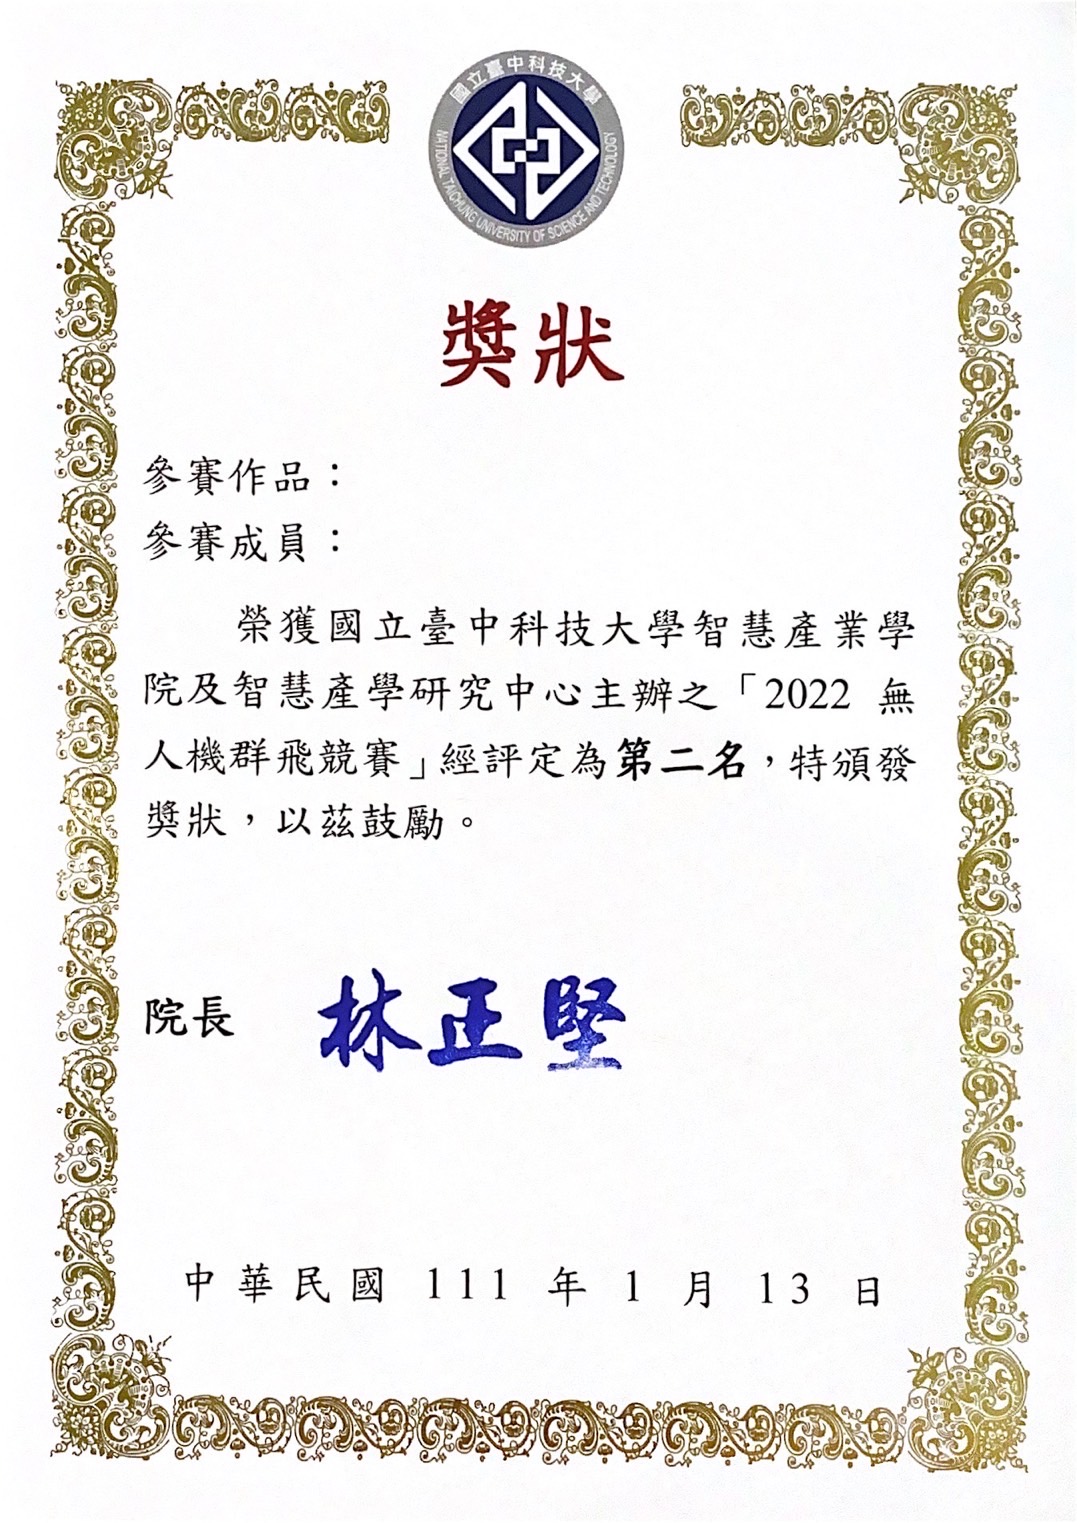 國立臺中科技大學
NATIONAL TAICHUNG UNIVERSITY OF SCIENCE AND TECHNOLOGY
獎狀
參賽作品：
參賽成員：
榮獲國立臺中科技大學智慧產業學
院及智慧產學研究中心主辦之「2022 無
人機群飛競賽」經評定為第二名，特頒發
獎狀，以茲鼓勵。
院長 林正堅
中華民國 111 年 1 月 13 日